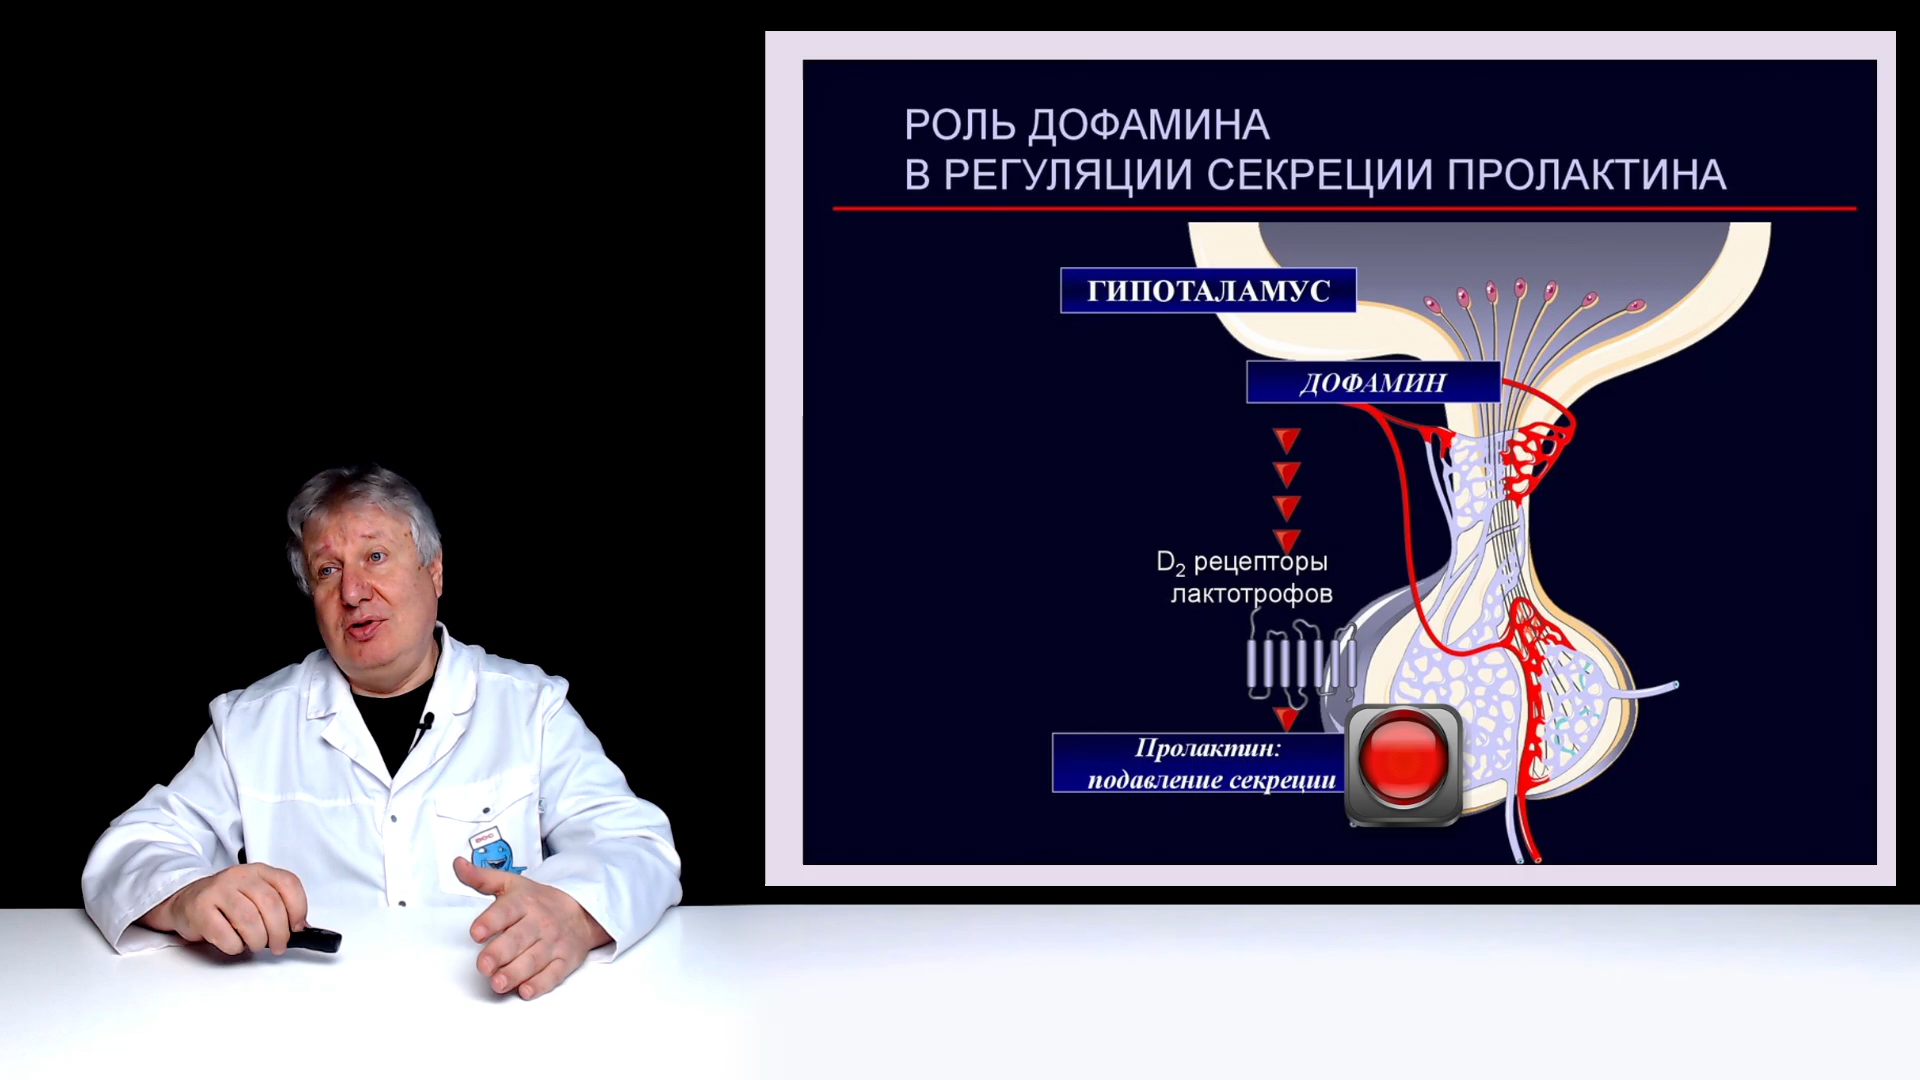 РОЛЬ ДОФАМИНА
В РЕГУЛЯЦИИ СЕКРЕЦИИ ПРОЛАКТИНА
ГИПОТАЛАМУС
ДОФАМИН
D₂ рецепторы
лактотрофов
Пролактин:
подавление секреции